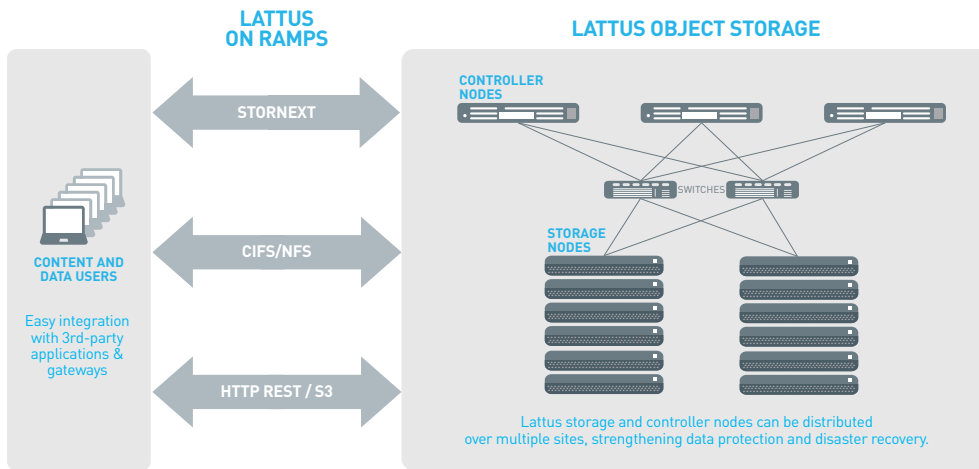 LATTUS
ON RAMPS
LATTUS OBJECT STORAGE
CONTENT AND
DATA USERS
Easy integration
with 3rd-party
applications &
gateways
STORNEXT
CIFS/NFS
HTTP REST / S3
CONTROLLER
NODES
SWITCHES
STORAGE
NODES
Lattus storage and controller nodes can be distributed
over multiple sites, strengthening data protection and disaster recovery.